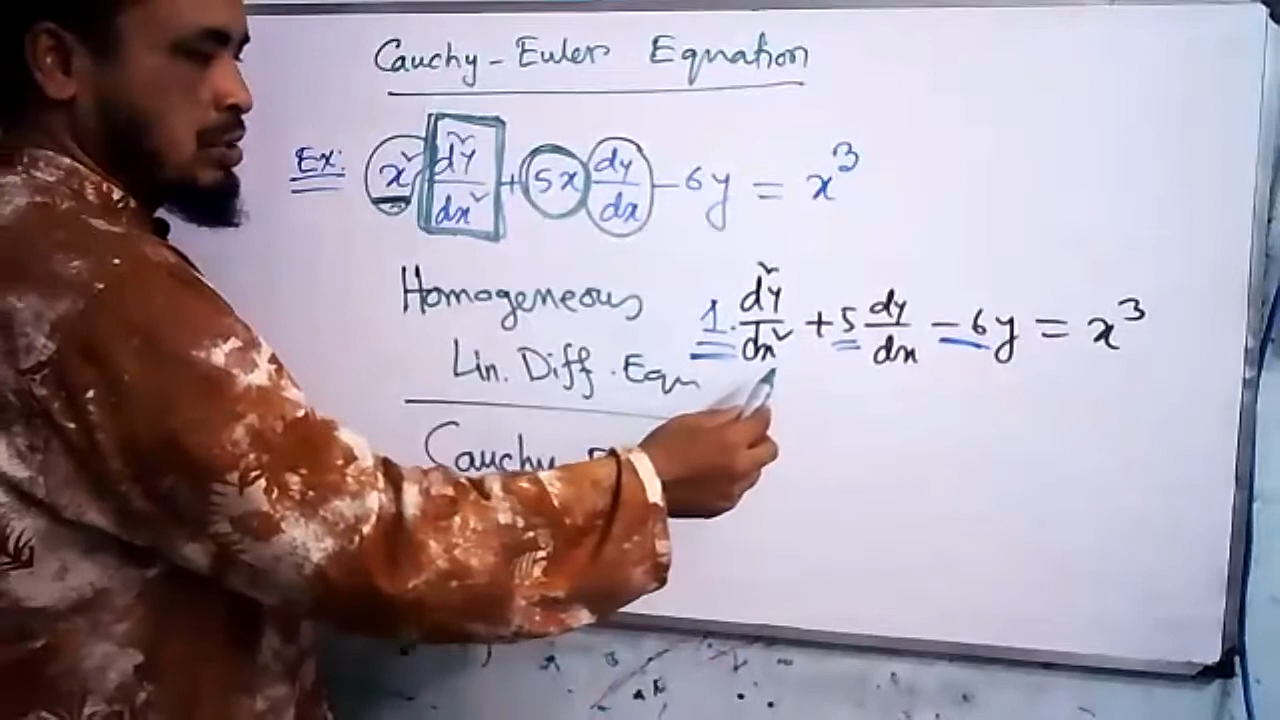 Cauchy-Euler Equation
Ex: x² d²y/dx² + 5x dy/dx - 6y = x³
Homogeneous
Lin. Diff. Equn
1. d²y/dx² + 5 dy/dx - 6y = x³
Cauchy